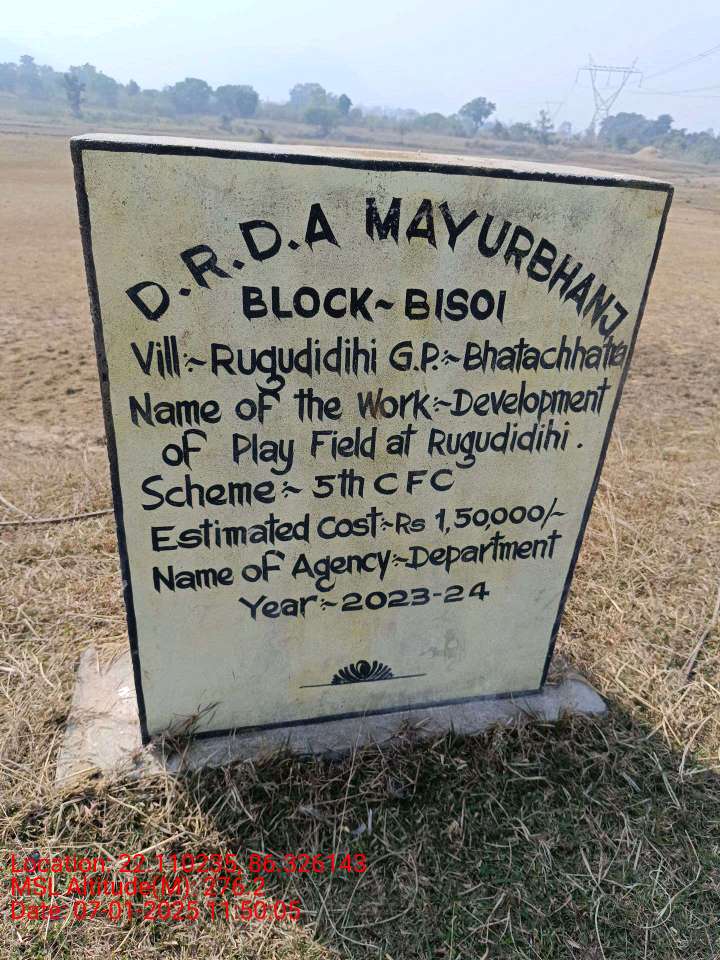 D.R.D.A MAYURBHANJ
BLOCK~BISOI
Vill:~Rugudidihi G.P.:~Bhatachhatra
Name of the Work:~Development
of Play Field at Rugudidihi.
Scheme:~ 5th CFC
Estimated cost:~Rs 1,50,000/-
Name of Agency:~Department
Year:~2023-24
Location: 22.110235, 86.326143
MSL Altitude(M): 276.2
Date: 07-01-2025 11:50:05